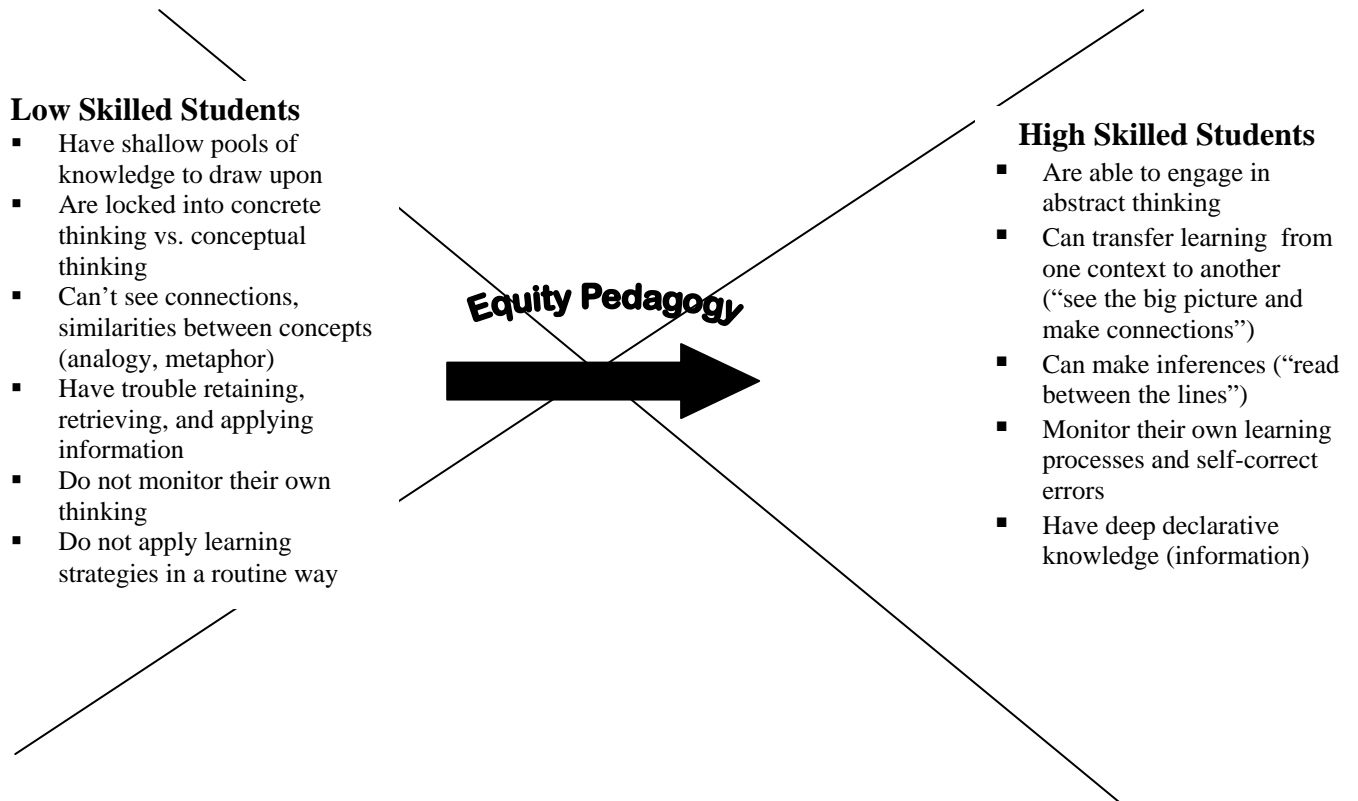 Low Skilled Students
▪ Have shallow pools of
knowledge to draw upon
▪ Are locked into concrete
thinking vs. conceptual
thinking
▪ Can’t see connections,
similarities between concepts
(analogy, metaphor)
▪ Have trouble retaining,
retrieving, and applying
information
▪ Do not monitor their own
thinking
▪ Do not apply learning
strategies in a routine way
Equity Pedagogy
High Skilled Students
▪ Are able to engage in
abstract thinking
▪ Can transfer learning from
one context to another
(“see the big picture and
make connections”)
▪ Can make inferences (“read
between the lines”)
▪ Monitor their own learning
processes and self-correct
errors
▪ Have deep declarative
knowledge (information)